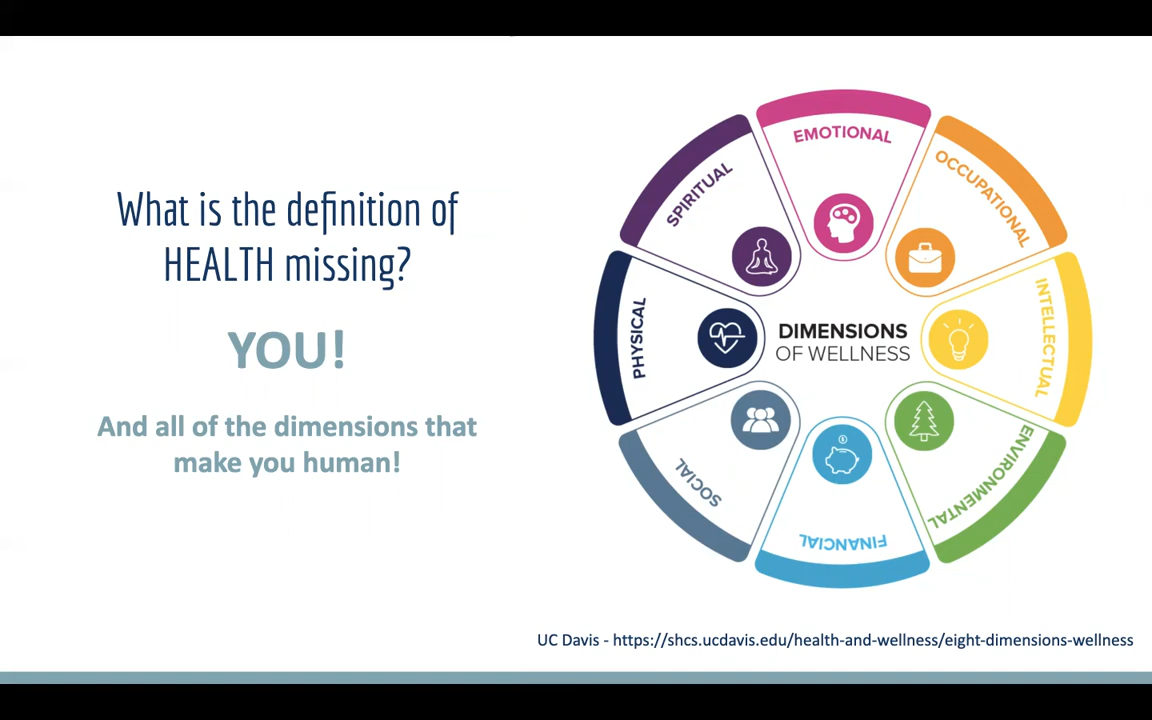 What is the definition of
HEALTH missing?
YOU!
And all of the dimensions that
make you human!
EMOTIONAL
OCCUPATIONAL
INTELLECTUAL
ENVIRONMENTAL
FINANCIAL
SOCIAL
PHYSICAL
SPIRITUAL
DIMENSIONS
OF WELLNESS
$
UC Davis - https://shcs.ucdavis.edu/health-and-wellness/eight-dimensions-wellness